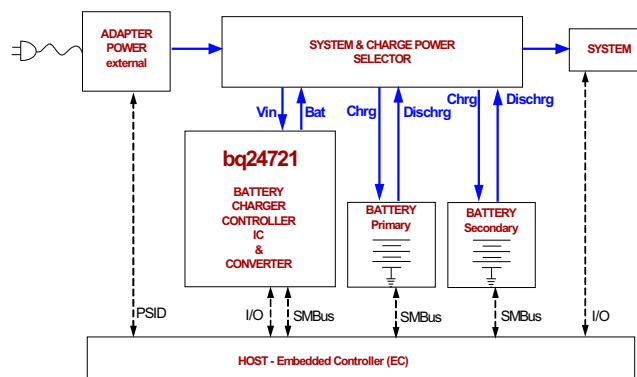 ADAPTER
POWER
external
SYSTEM & CHARGE POWER
SELECTOR
SYSTEM
Vin
Bat
Chrg
Dischrg
Chrg
Dischrg
bq24721
BATTERY
CHARGER
CONTROLLER
IC
&
CONVERTER
BATTERY
Primary
BATTERY
Secondary
PSID
I/O
SMBus
SMBus
SMBus
I/O
HOST - Embedded Controller (EC)